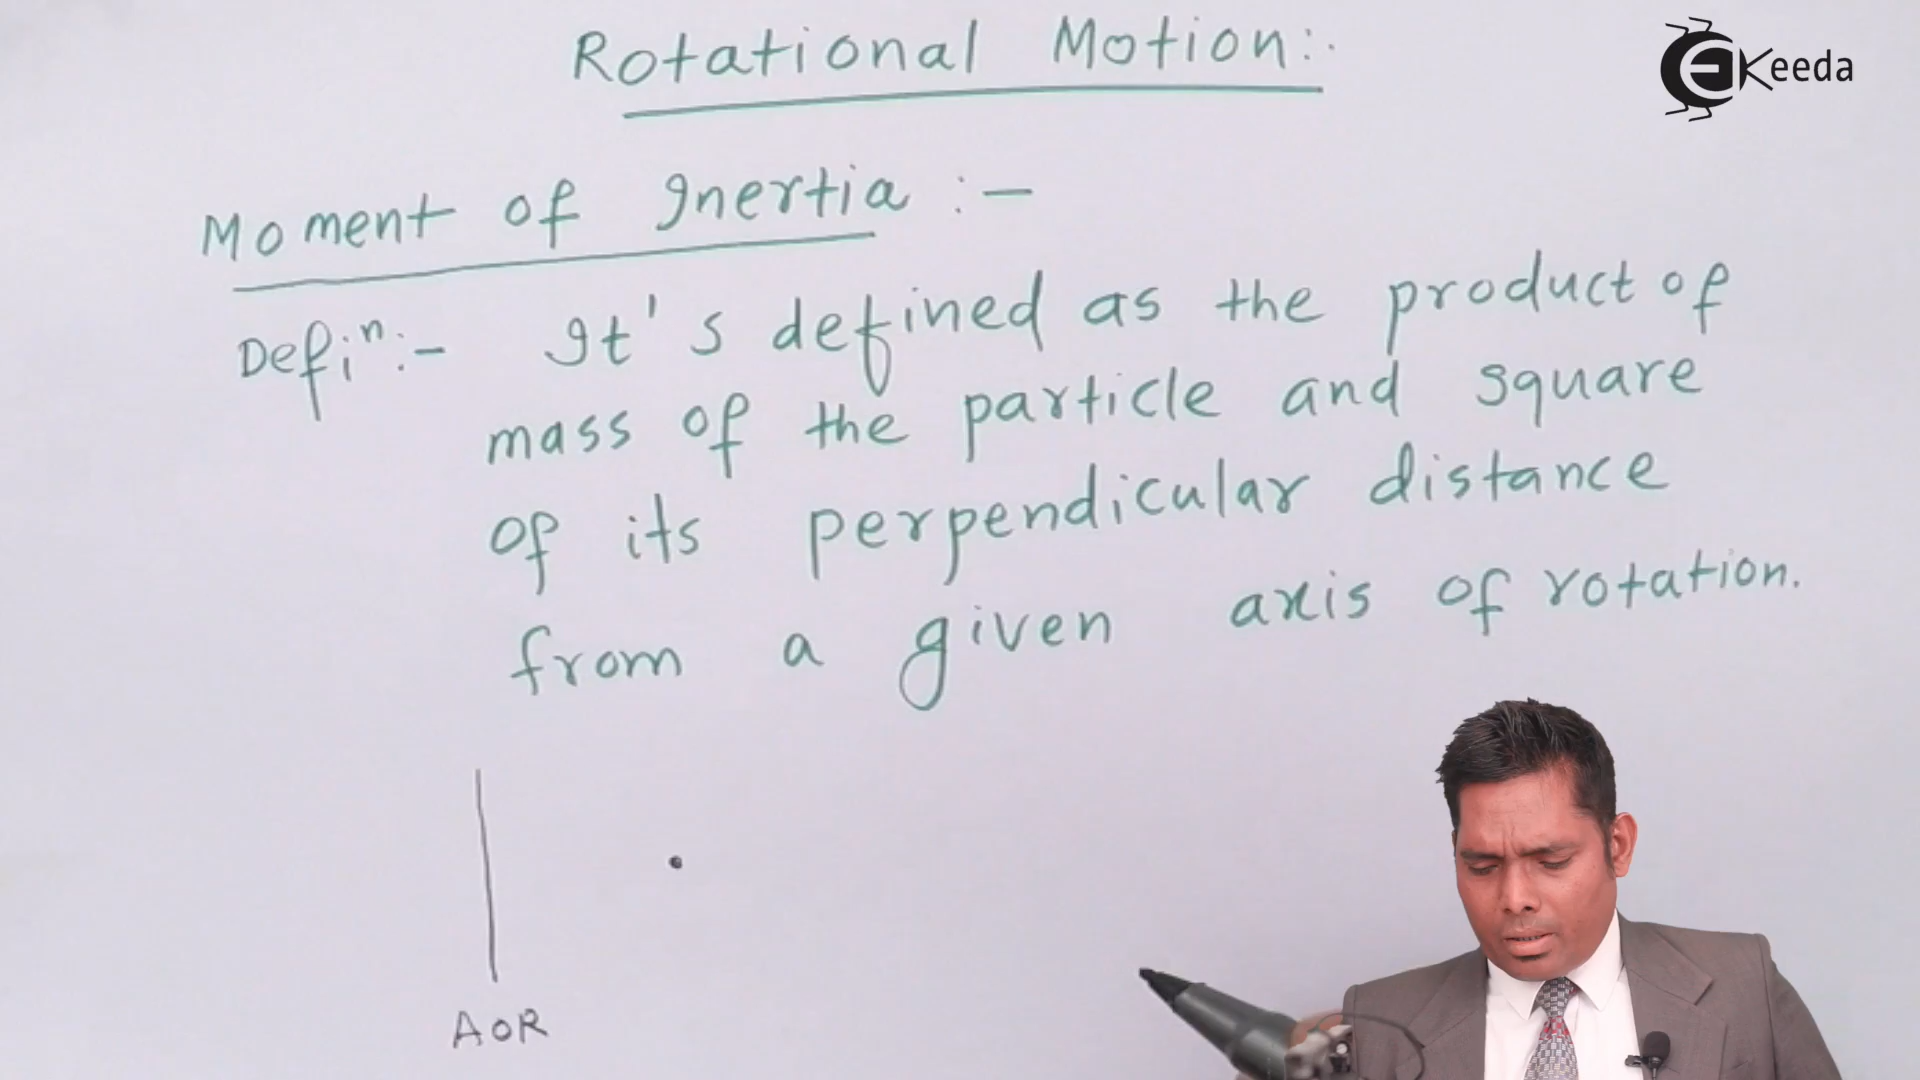 Rotational Motion:.
EKeeda
Moment of Inertia :-
Defiⁿ:- It's defined as the product of
mass of the particle and square
of its perpendicular distance
from a given axis of rotation.
AOR